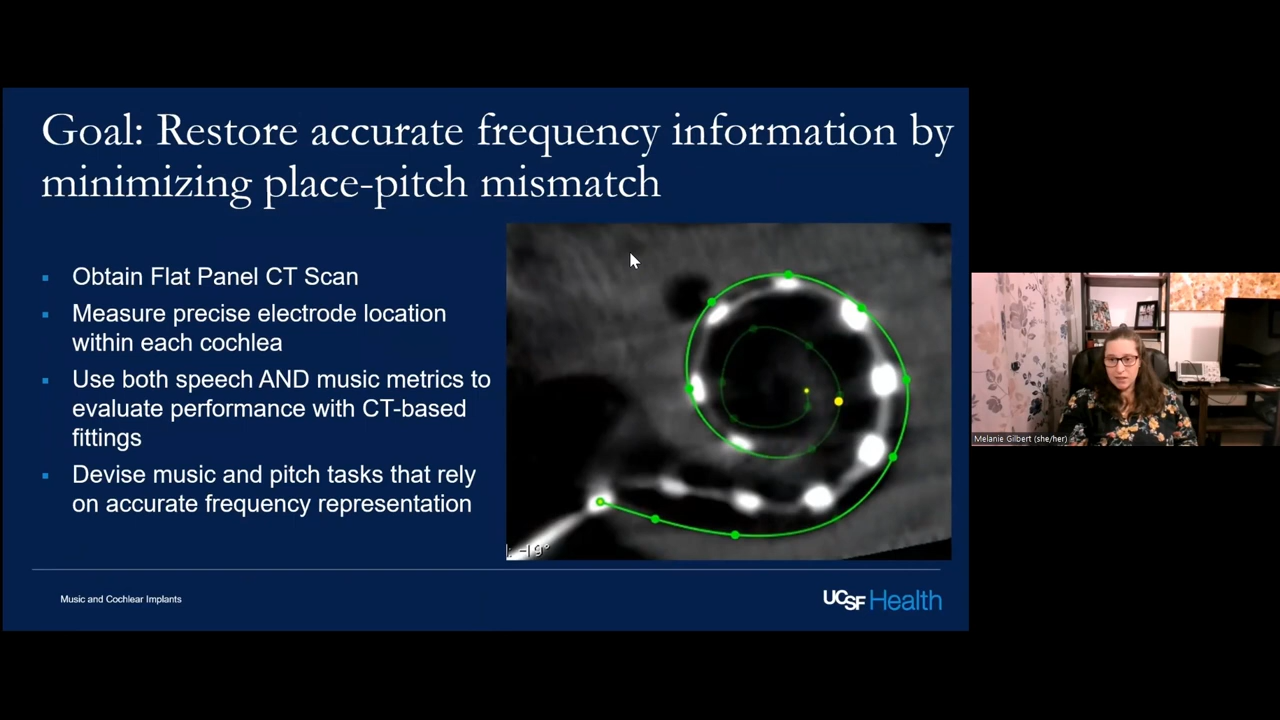 Goal: Restore accurate frequency information by
minimizing place-pitch mismatch
Obtain Flat Panel CT Scan
Measure precise electrode location
within each cochlea
Use both speech AND music metrics to
evaluate performance with CT-based
fittings
Devise music and pitch tasks that rely
on accurate frequency representation
Music and Cochlear Implants
UCSF Health
Melanie Gilbert (she/her)